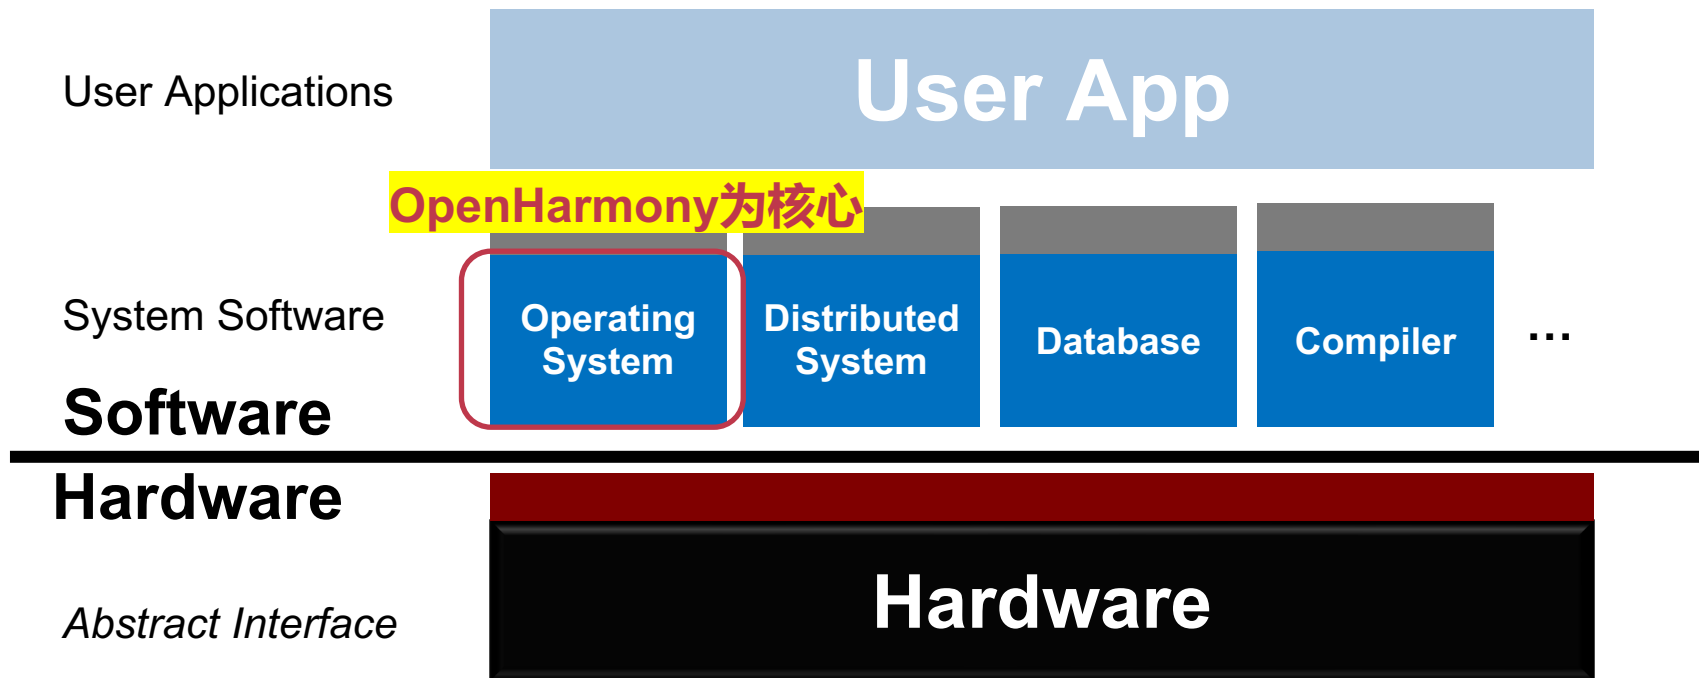 User Applications
User App
OpenHarmony为核心
System Software
Operating
System
Distributed
System
Database
Compiler
...
Software
Hardware
Abstract Interface
Hardware